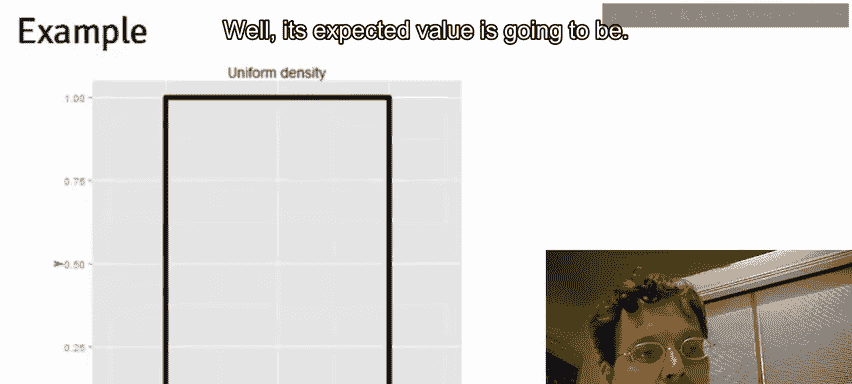 Example
Well, its expected value is going to be.
Uniform density
1.00
0.75
0.50
0.25